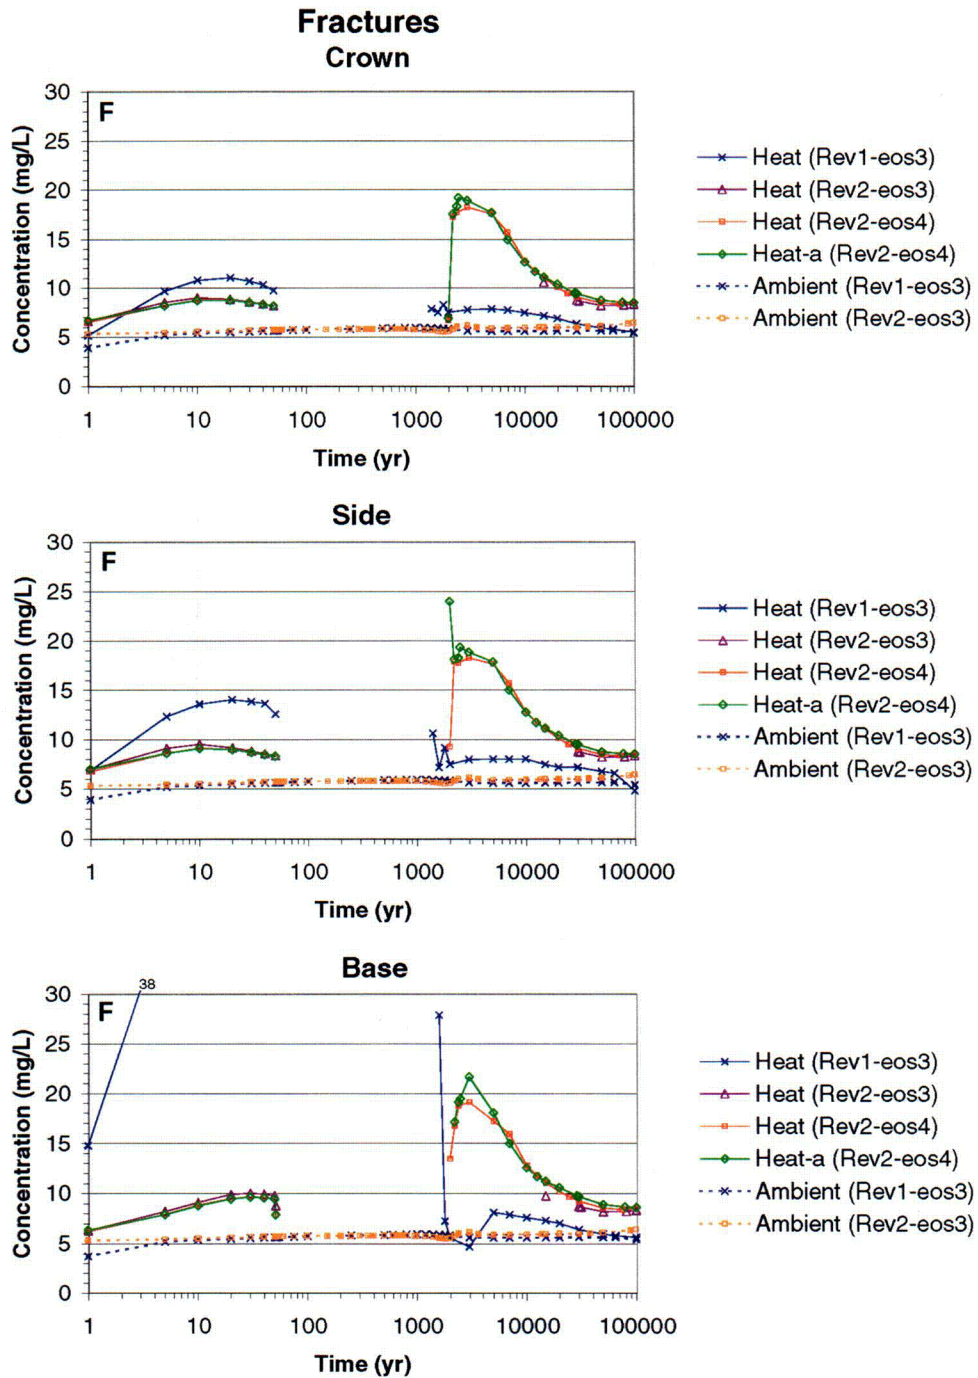 Fractures
Crown
F
Concentration (mg/L)
30
25
20
15
10
5
0
1 10 100 1000 10000 100000
Time (yr)
Heat (Rev1-eos3)
Heat (Rev2-eos3)
Heat (Rev2-eos4)
Heat-a (Rev2-eos4)
Ambient (Rev1-eos3)
Ambient (Rev2-eos3)
Side
F
Concentration (mg/L)
30
25
20
15
10
5
0
1 10 100 1000 10000 100000
Time (yr)
Heat (Rev1-eos3)
Heat (Rev2-eos3)
Heat (Rev2-eos4)
Heat-a (Rev2-eos4)
Ambient (Rev1-eos3)
Ambient (Rev2-eos3)
Base
38
F
Concentration (mg/L)
30
25
20
15
10
5
0
1 10 100 1000 10000 100000
Time (yr)
Heat (Rev1-eos3)
Heat (Rev2-eos3)
Heat (Rev2-eos4)
Heat-a (Rev2-eos4)
Ambient (Rev1-eos3)
Ambient (Rev2-eos3)